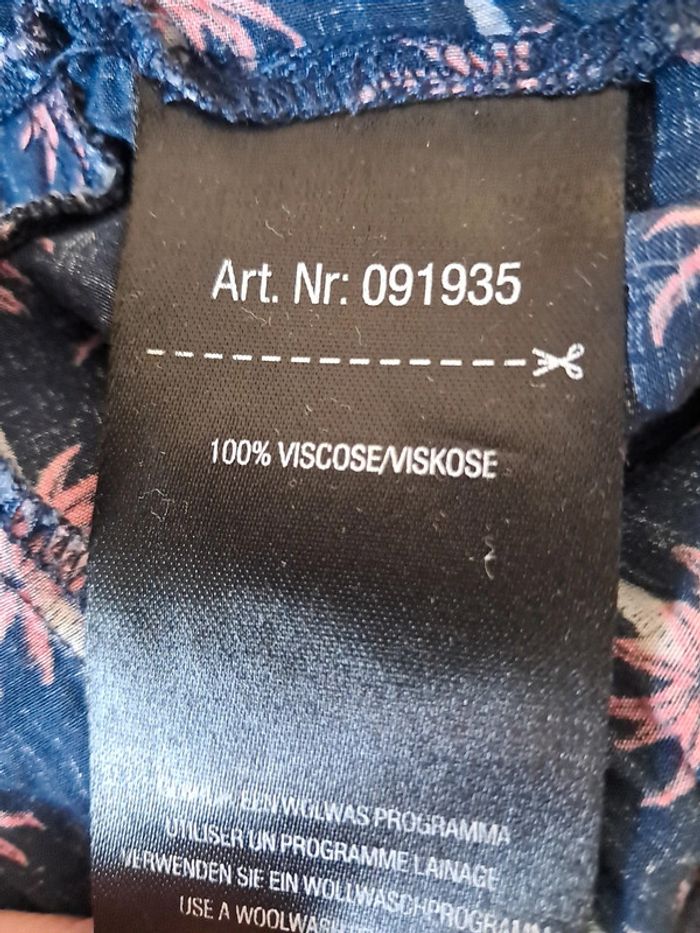 Art. Nr: 091935
100% VISCOSE/VISKOSE
EEN WOLWAS PROGRAMMA
UTILISER UN PROGRAMME LAINAGE
VERWENDEN SIE EIN WOLLWASCHPROGRAMM
USE A